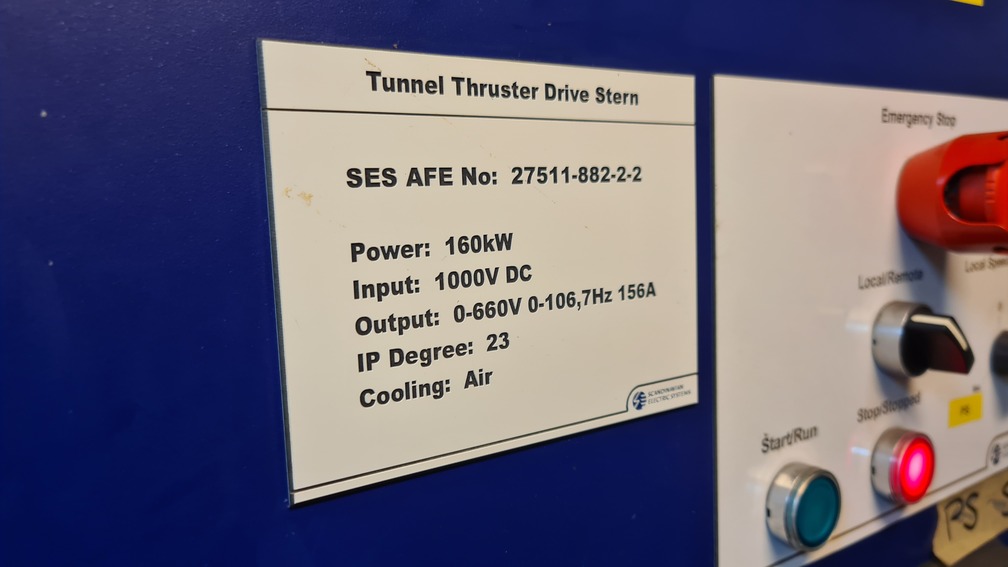 Tunnel Thruster Drive Stern
SES AFE No: 27511-882-2-2
Power: 160kW
Input: 1000V DC
Output: 0-660V 0-106,7Hz 156A
IP Degree: 23
Cooling: Air
SCANDINAVIAN
ELECTRIC SYSTEMS
Emergency Stop
Local Speed
Local/Remote
Stop/Stopped
Start/Run
PS